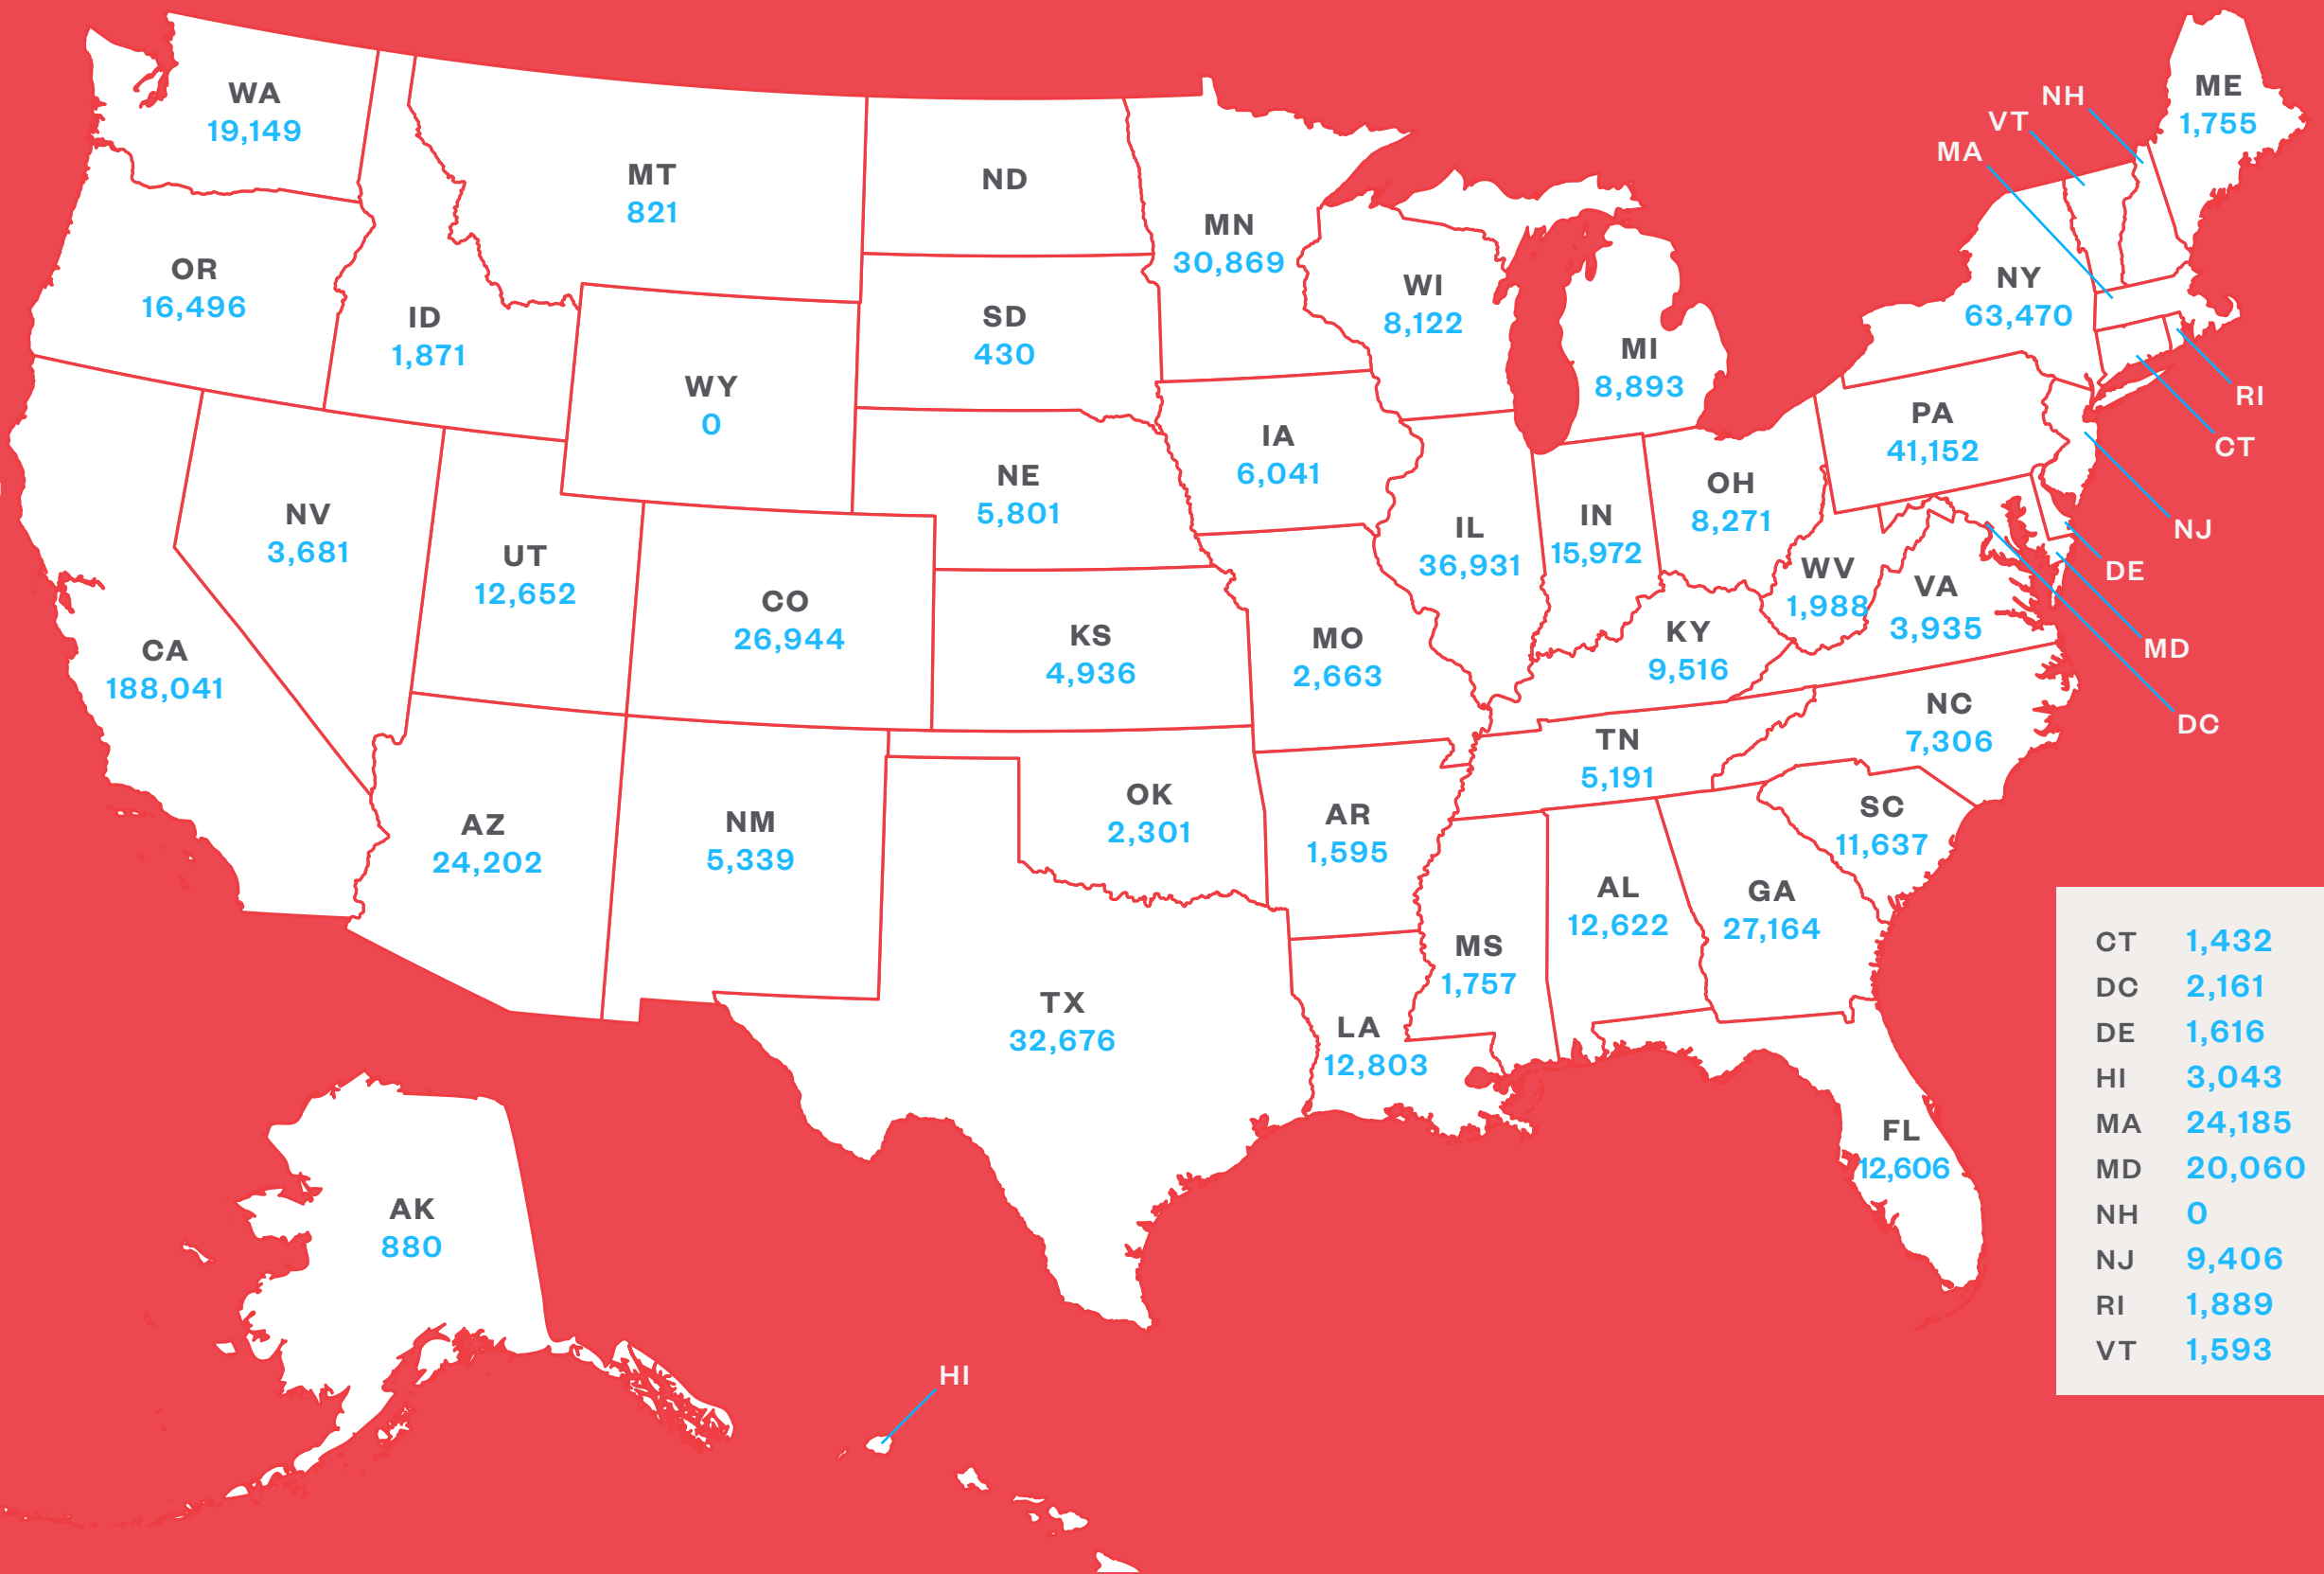 WA
19,149
MT
821
ND
MN
30,869
ME
1,755
NH
VT
MA
OR
16,496
ID
1,871
SD
430
WI
8,122
MI
8,893
NY
63,470
RI
CT
NJ
DE
MD
DC
WY
0
NE
5,801
IA
6,041
PA
41,152
NV
3,681
UT
12,652
CO
26,944
KS
4,936
MO
2,663
IL
36,931
IN
15,972
OH
8,271
WV
1,988
VA
3,935
KY
9,516
CA
188,041
NC
7,306
TN
5,191
AZ
24,202
NM
5,339
OK
2,301
AR
1,595
SC
11,637
MS
1,757
AL
12,622
GA
27,164
TX
32,676
LA
12,803
FL
12,606
AK
880
HI
CT 1,432
DC 2,161
DE 1,616
HI 3,043
MA 24,185
MD 20,060
NH 0
NJ 9,406
RI 1,889
VT 1,593